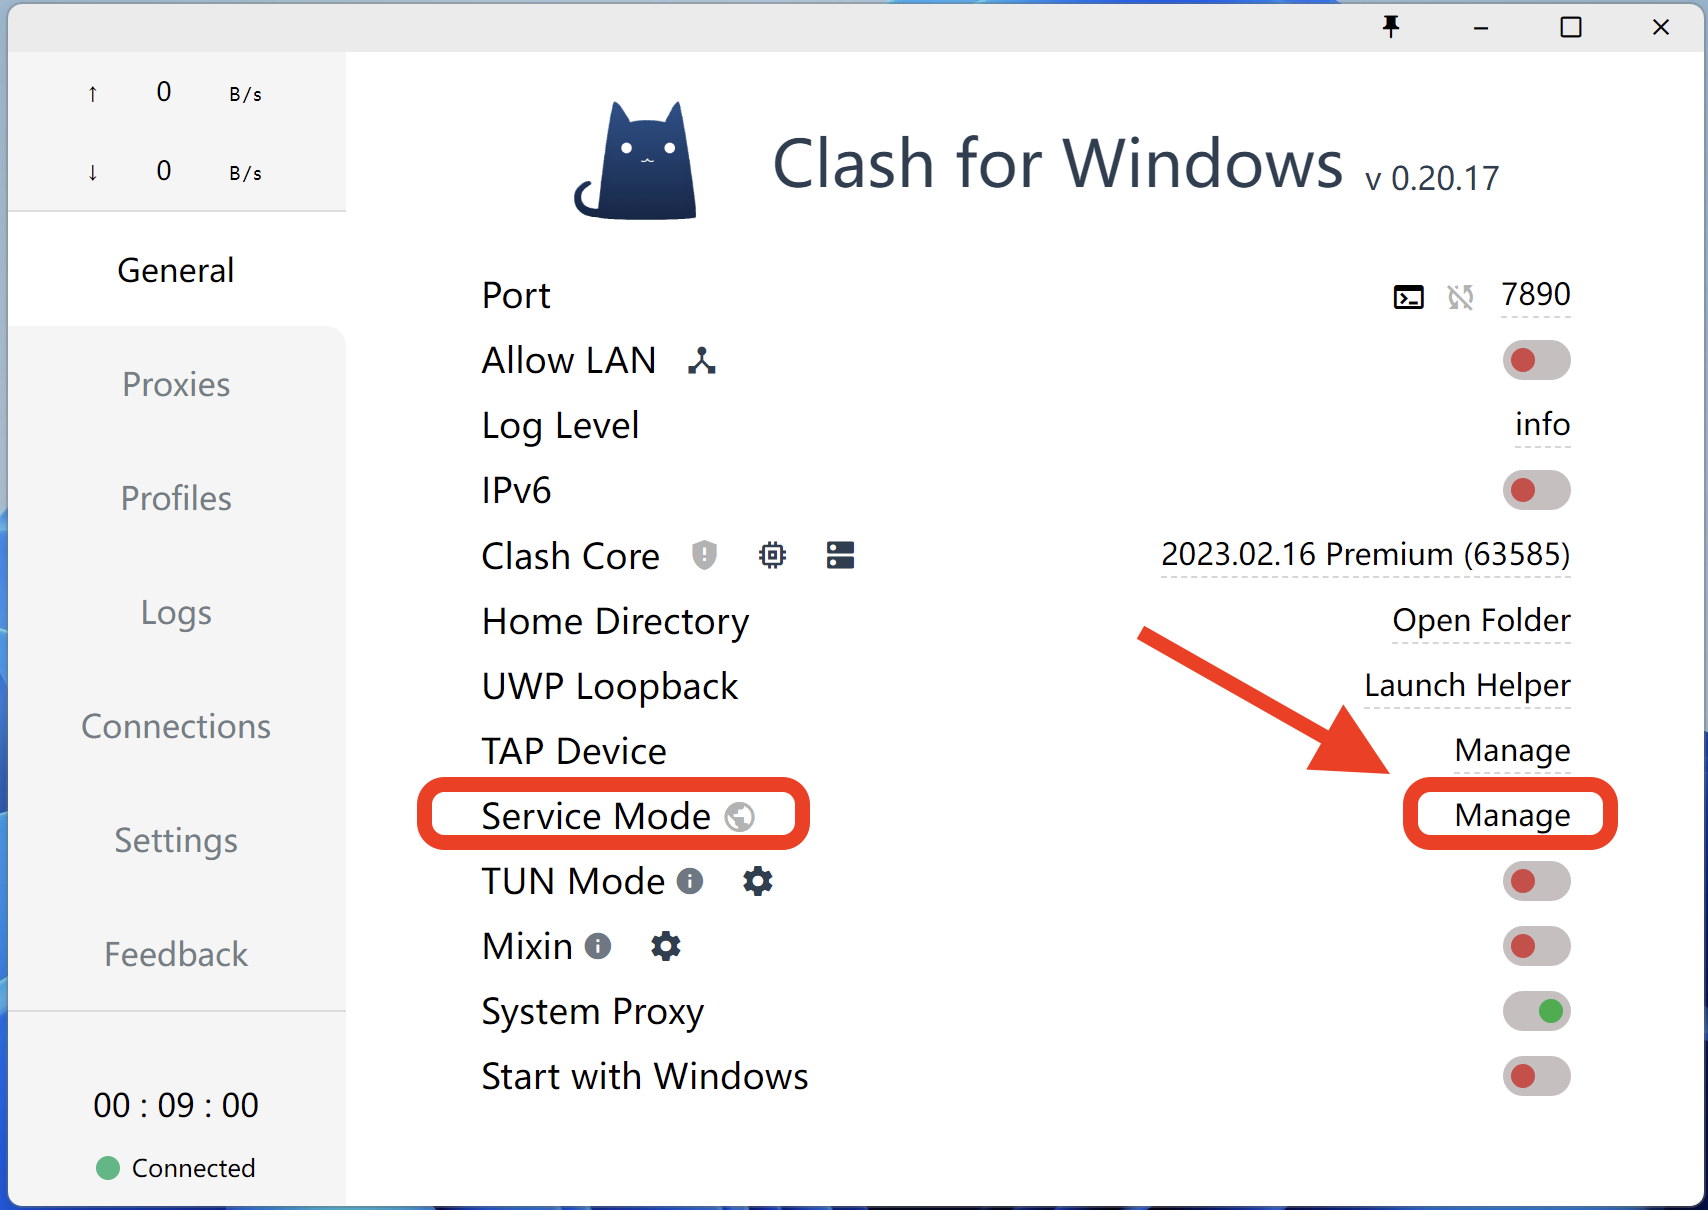 ↑ 0 B/s
↓ 0 B/s
General
Proxies
Profiles
Logs
Connections
Settings
Feedback
00 : 09 : 00
Connected
Clash for Windows v 0.20.17
Port 7890
Allow LAN
Log Level info
IPv6
Clash Core 2023.02.16 Premium (63585)
Home Directory Open Folder
UWP Loopback Launch Helper
TAP Device Manage
Service Mode Manage
TUN Mode
Mixin
System Proxy
Start with Windows